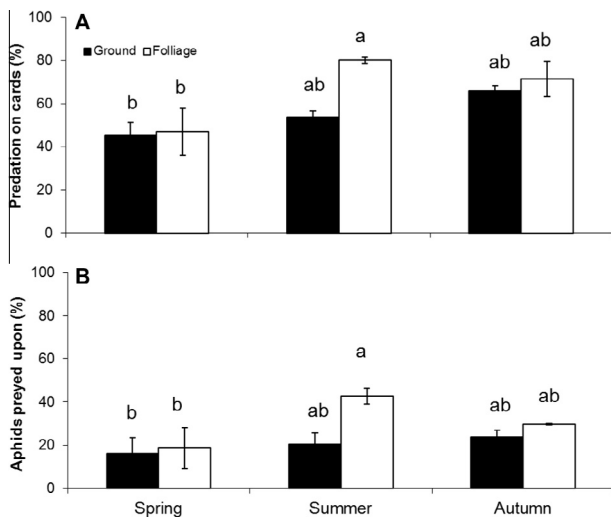 A
Predation on cards (%)
100
80
60
40
20
0
Ground Foliage
b b ab a ab ab
B
Aphids preyed upon (%)
100
80
60
40
20
0
b b ab a ab ab
Spring Summer Autumn